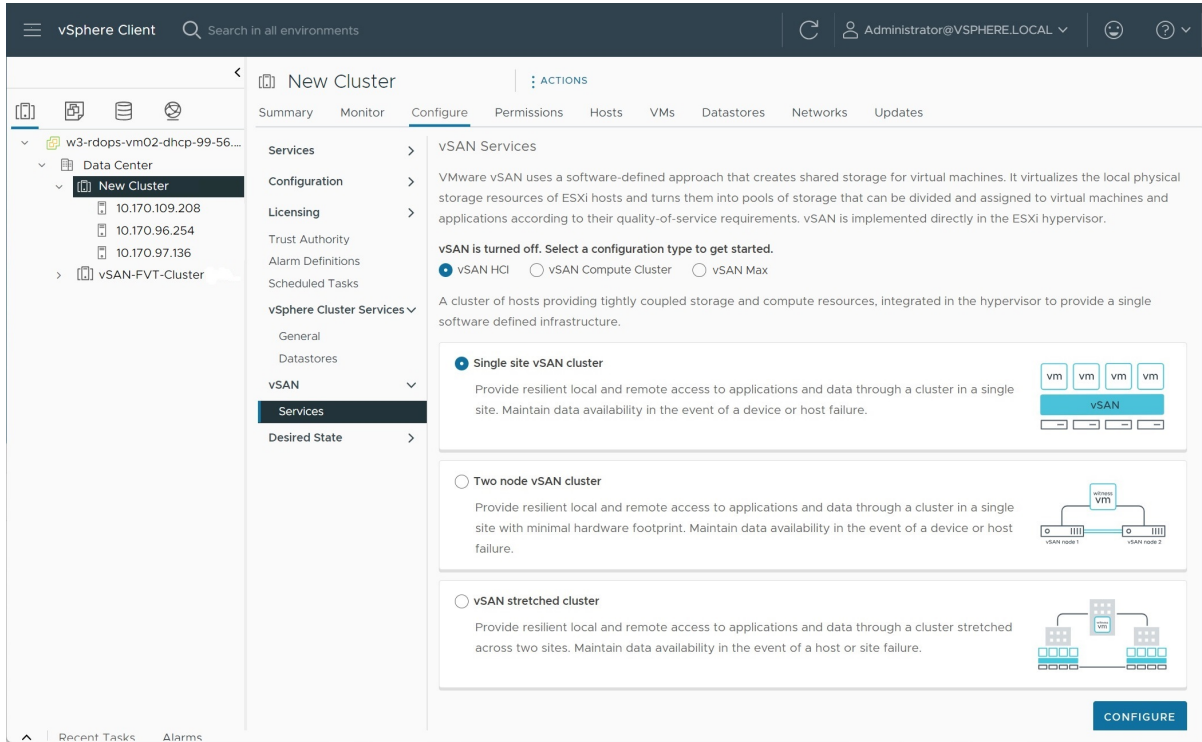 vSphere Client
Search in all environments
Administrator@VSPHERE.LOCAL
New Cluster
ACTIONS
Summary Monitor Configure Permissions Hosts VMs Datastores Networks Updates
w3-rdops-vm02-dhcp-99-56....
Data Center
New Cluster
10.170.109.208
10.170.96.254
10.170.97.136
vSAN-FVT-Cluster
Services
Configuration
Licensing
Trust Authority
Alarm Definitions
Scheduled Tasks
vSphere Cluster Services
General
Datastores
vSAN
Services
Desired State
vSAN Services
VMware vSAN uses a software-defined approach that creates shared storage for virtual machines. It virtualizes the local physical
storage resources of ESXi hosts and turns them into pools of storage that can be divided and assigned to virtual machines and
applications according to their quality-of-service requirements. vSAN is implemented directly in the ESXi hypervisor.
vSAN is turned off. Select a configuration type to get started.
vSAN HCI vSAN Compute Cluster vSAN Max
A cluster of hosts providing tightly coupled storage and compute resources, integrated in the hypervisor to provide a single
software defined infrastructure.
Single site vSAN cluster
Provide resilient local and remote access to applications and data through a cluster in a single
site. Maintain data availability in the event of a device or host failure.
vm vm vm vm
vSAN
Two node vSAN cluster
Provide resilient local and remote access to applications and data through a cluster in a single
site with minimal hardware footprint. Maintain data availability in the event of a device or host
failure.
witness
vm
vSAN node 1 vSAN node 2
vSAN stretched cluster
Provide resilient local and remote access to applications and data through a cluster stretched
across two sites. Maintain data availability in the event of a host or site failure.
witness
vm
CONFIGURE
Recent Tasks Alarms